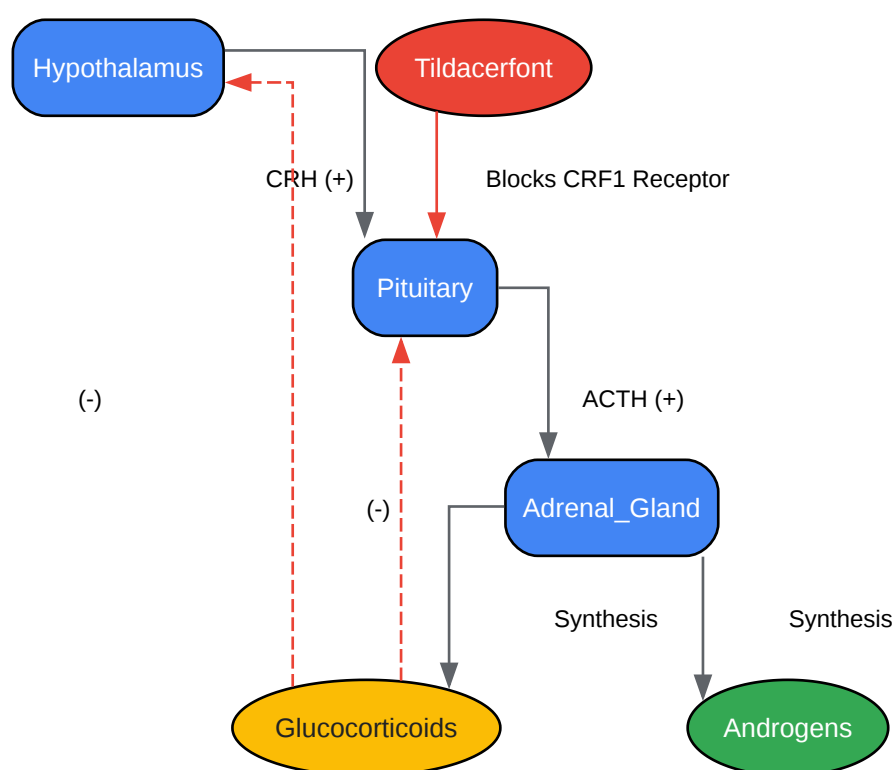 Hypothalamus
Tildacerfont
CRH (+)
Blocks CRF1 Receptor
Pituitary
(-)
ACTH (+)
(-)
Adrenal_Gland
Synthesis
Synthesis
Glucocorticoids
Androgens